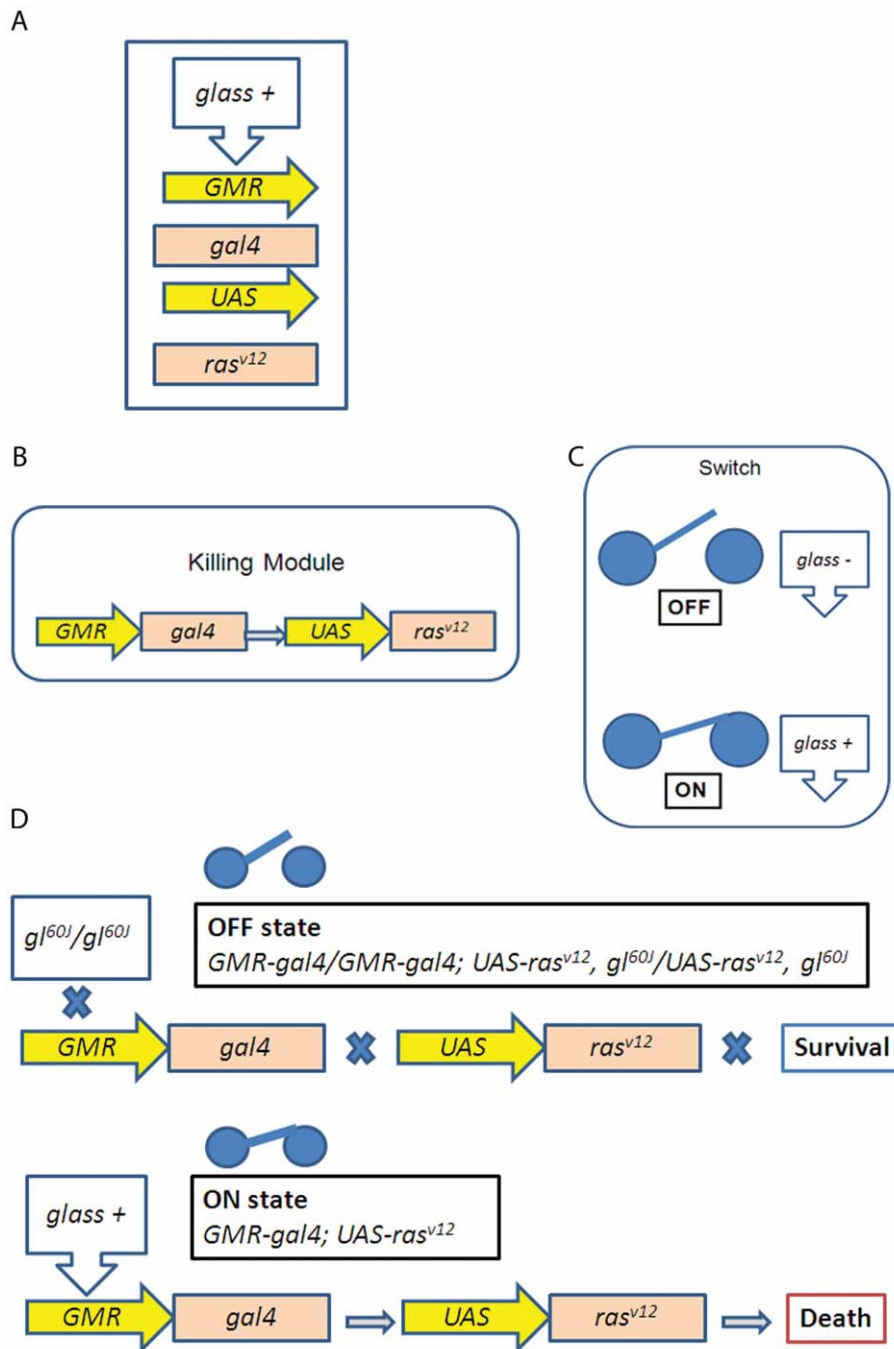 A
glass +
GMR
gal4
UAS
ras^v12
B
Killing Module
GMR gal4 UAS ras^v12
C
Switch
glass -
OFF
glass +
ON
D
gl^60J/gl^60J
OFF state
GMR-gal4/GMR-gal4; UAS-ras^v12, gl^60J/UAS-ras^v12, gl^60J
GMR gal4 UAS ras^v12 Survival
glass +
ON state
GMR-gal4; UAS-ras^v12
GMR gal4 UAS ras^v12 Death